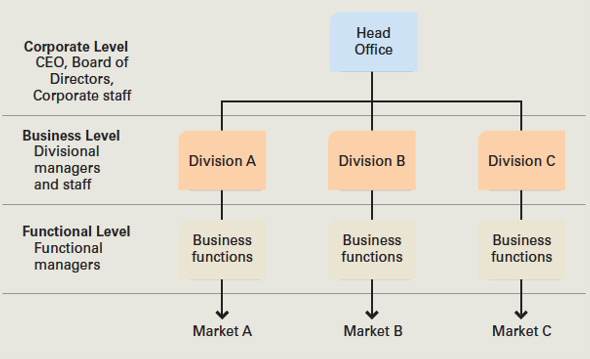 Corporate Level
CEO, Board of
Directors,
Corporate staff
Head
Office
Business Level
Divisional
managers
and staff
Division A
Division B
Division C
Functional Level
Functional
managers
Business
functions
Business
functions
Business
functions
Market A
Market B
Market C